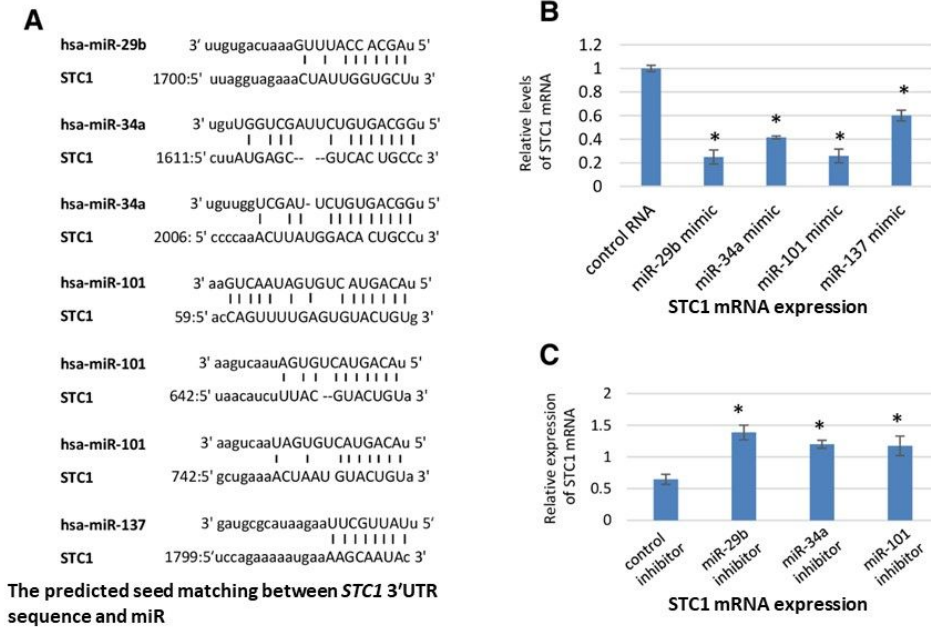 A
hsa-miR-29b 3' uugugacuaaaGUUUACC ACGAu 5'
STC1 1700:5' uuagguagaaaCUAUUGGUGCUu 3'
hsa-miR-34a 3' uguUGGUCGAUUCUGUGACGGu 5'
STC1 1611:5' cuuAUGAGC-- --GUCAC UGCCc 3'
hsa-miR-34a 3' uguuggUCGAU- UCUGUGACGGu 5'
STC1 2006: 5' ccccaaACUUAUGGACA CUGCCu 3'
hsa-miR-101 3' aaGUCAAUAGUGUC AUGACAu 5'
STC1 59:5' acCAGUUUUGAGUGUACUGUg 3'
hsa-miR-101 3' aagucaauAGUGUCAUGACAu 5'
STC1 642:5' uaacaucuUUAC --GUACUGUa 3'
hsa-miR-101 3' aagucaaUAGUGUCAUGACAu 5'
STC1 742:5' gcugaaaACUAAU GUACUGUa 3'
hsa-miR-137 3' gaugcgcauaagaaUUCGUUAUu 5'
STC1 1799:5'uccagaaaaaugaaAAGCAAUAc 3'
The predicted seed matching between STC1 3'UTR
sequence and miR
B
Relative levels
of STC1 mRNA
1.2
1
0.8
0.6
0.4
0.2
0
*
*
*
*
control RNA
miR-29b mimic
miR-34a mimic
miR-101 mimic
miR-137 mimic
STC1 mRNA expression
C
Relative expression
of STC1 mRNA
2
1.5
1
0.5
0
*
*
*
control
inhibitor
miR-29b
inhibitor
miR-34a
inhibitor
miR-101
inhibitor
STC1 mRNA expression